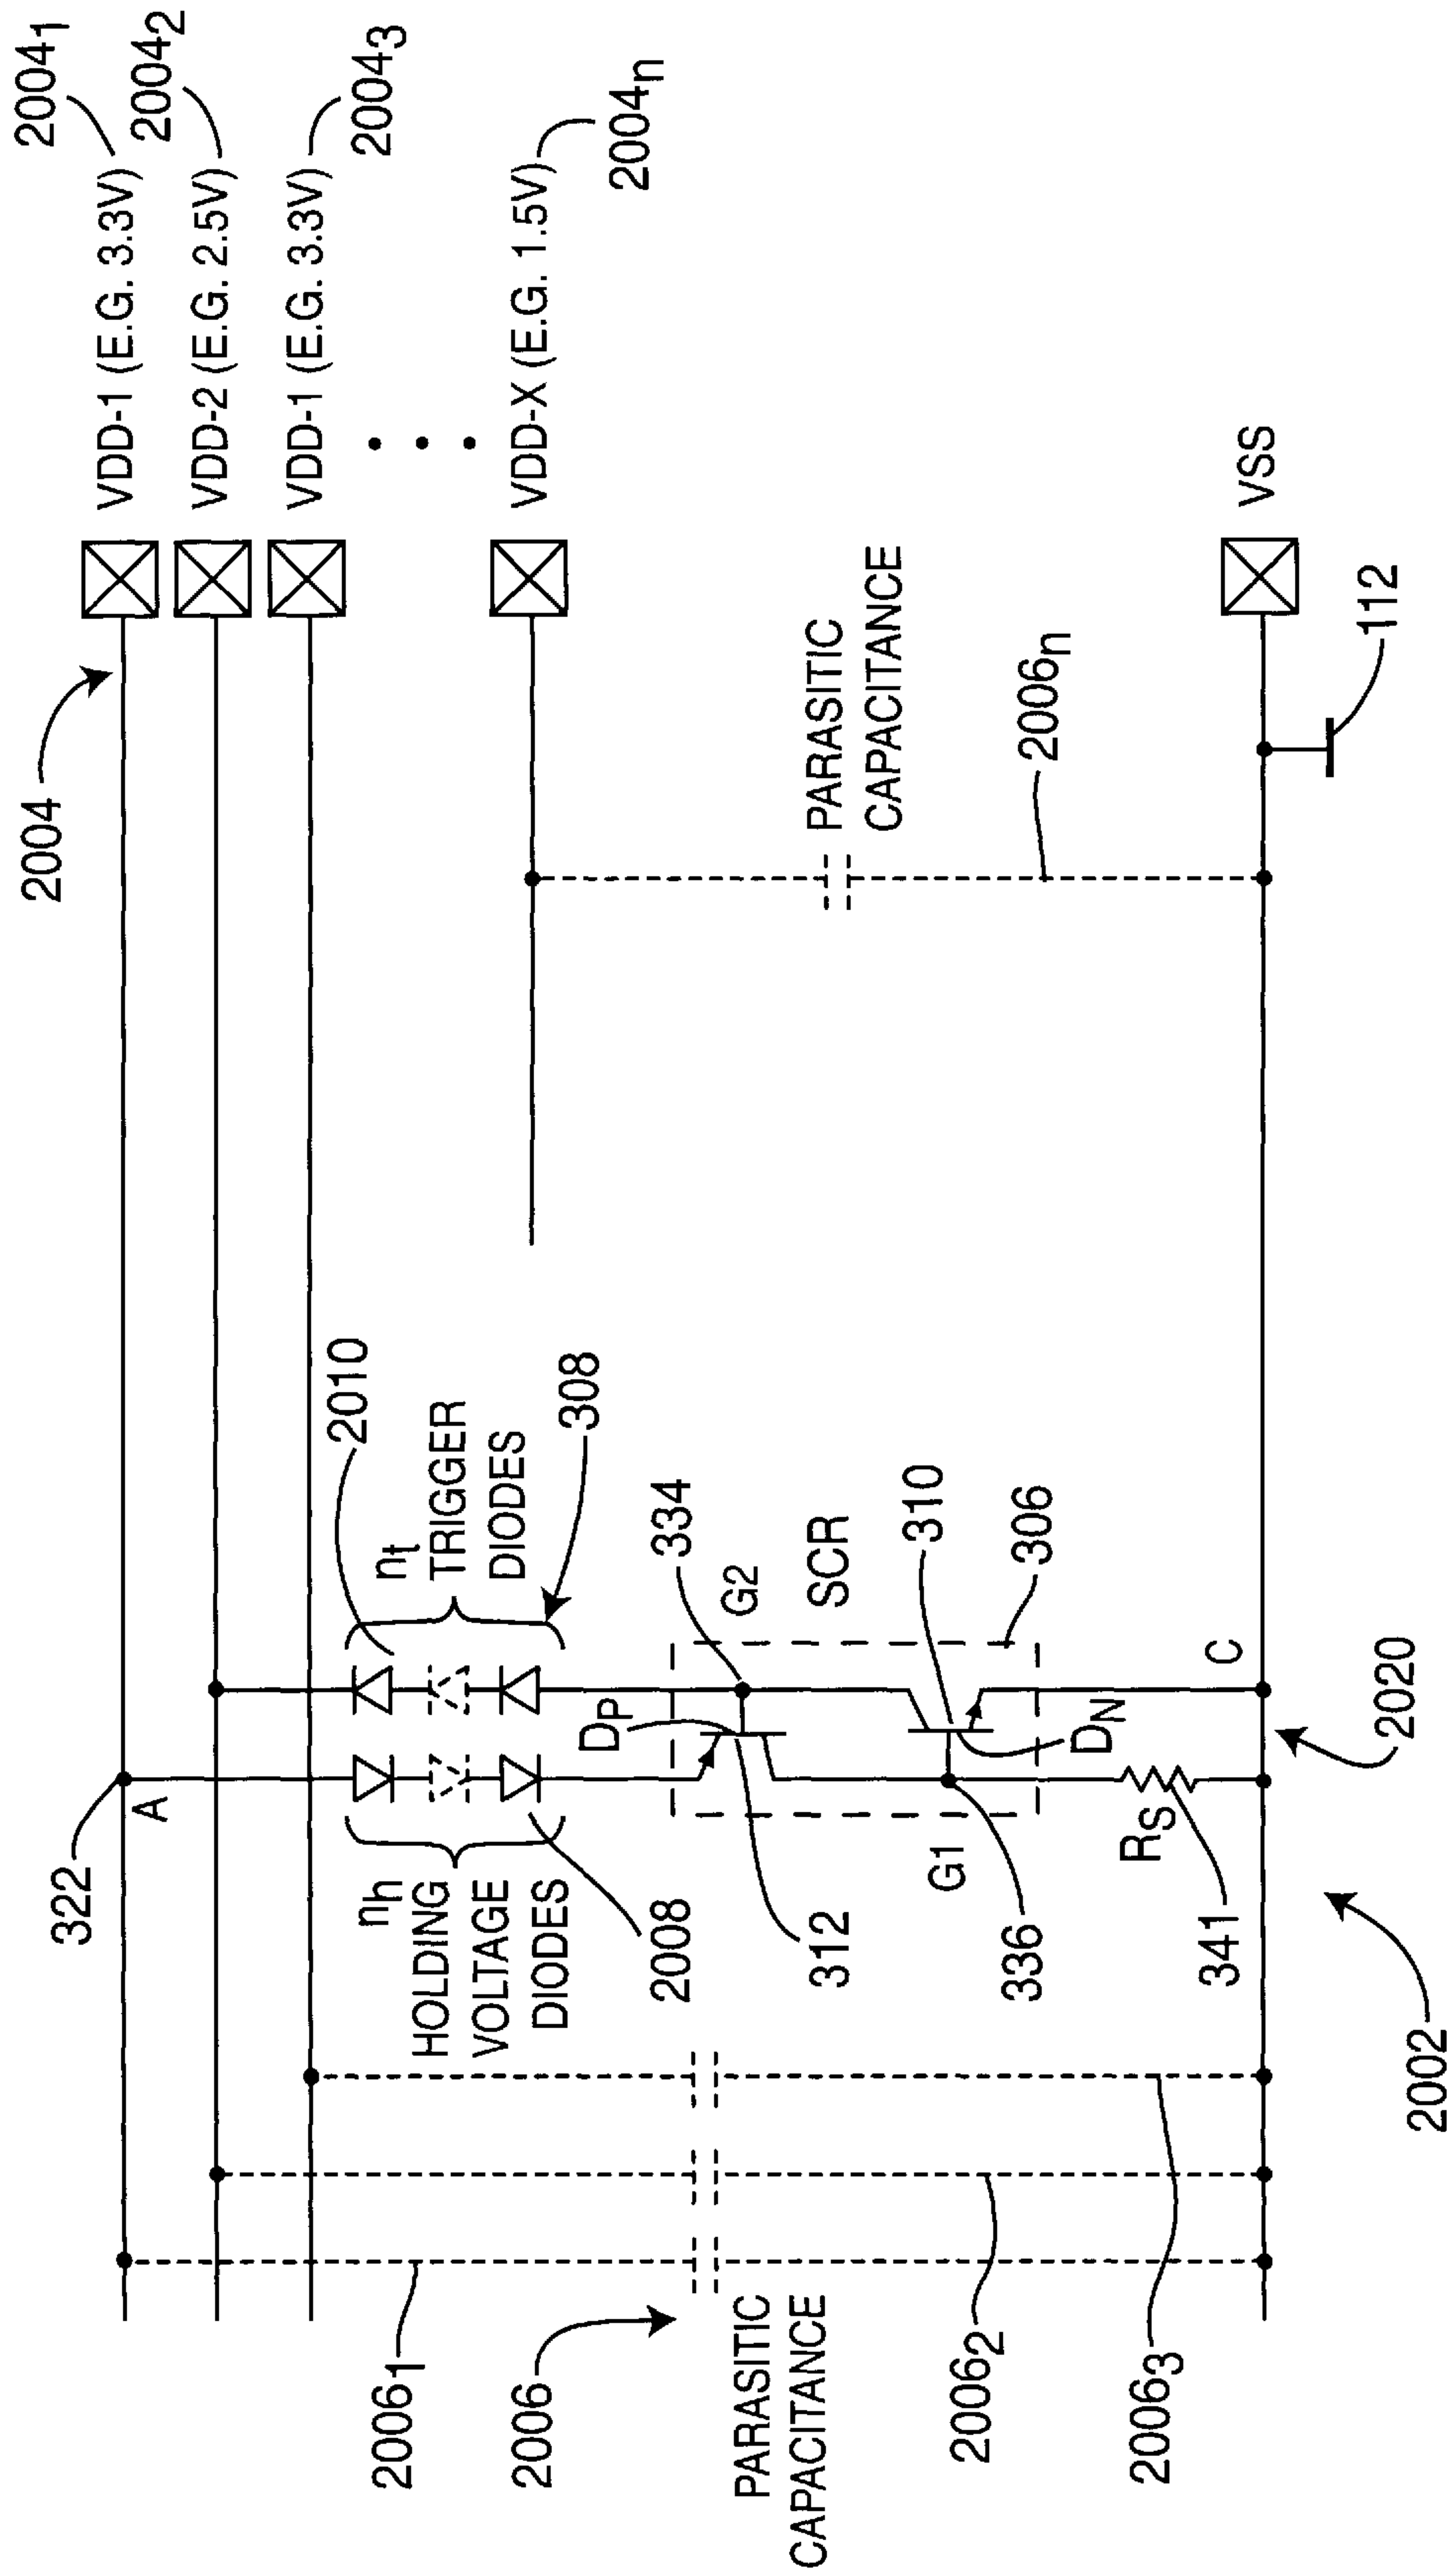 2004
VDD-1 (E.G. 3.3V)
2004₁
VDD-2 (E.G. 2.5V)
2004₂
VDD-1 (E.G. 3.3V)
2004₃
VDD-X (E.G. 1.5V)
2004ₙ
322
A
nₕ
HOLDING
VOLTAGE
DIODES
2008
2010
nₜ
TRIGGER
DIODES
308
Dₚ
334
G2
SCR
312
310
G1
336
306
D_N
C
R_S
341
2020
2002
2006₁
2006
PARASITIC
CAPACITANCE
2006₂
2006₃
PARASITIC
CAPACITANCE
2006ₙ
VSS
112